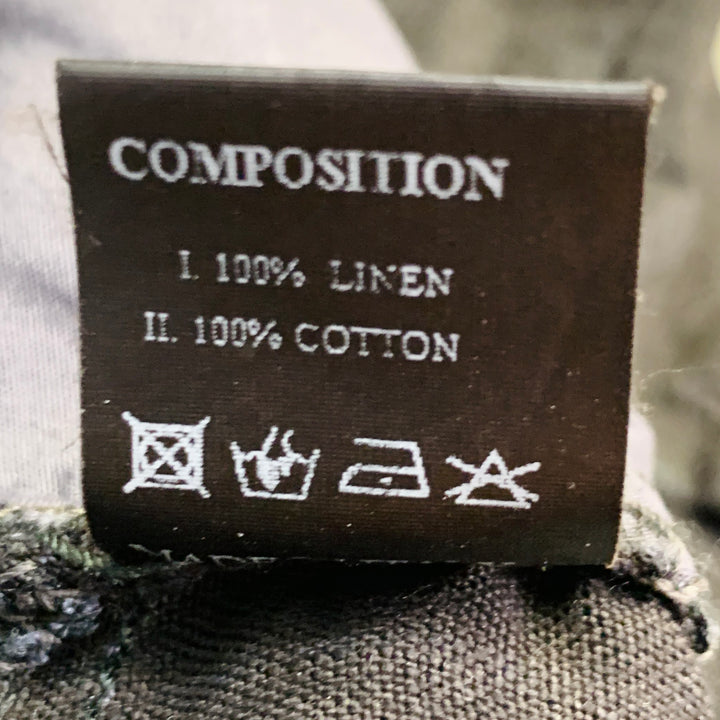 COMPOSITION
I. 100% LINEN
II. 100% COTTON